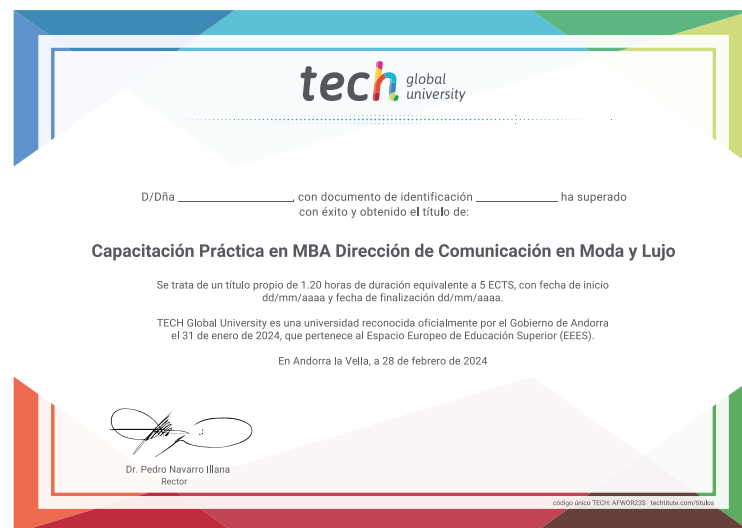 tech global university
D/Dña ______________, con documento de identificación __________ ha superado
con éxito y obtenido el título de:
Capacitación Práctica en MBA Dirección de Comunicación en Moda y Lujo
Se trata de un título propio de 1.20 horas de duración equivalente a 5 ECTS, con fecha de inicio
dd/mm/aaaa y fecha de finalización dd/mm/aaaa.
TECH Global University es una universidad reconocida oficialmente por el Gobierno de Andorra
el 31 de enero de 2024, que pertenece al Espacio Europeo de Educación Superior (EEES).
En Andorra la Vella, a 28 de febrero de 2024
Dr. Pedro Navarro Illana
Rector
código único TECH: AFWOR23S techtitute.com/titulos